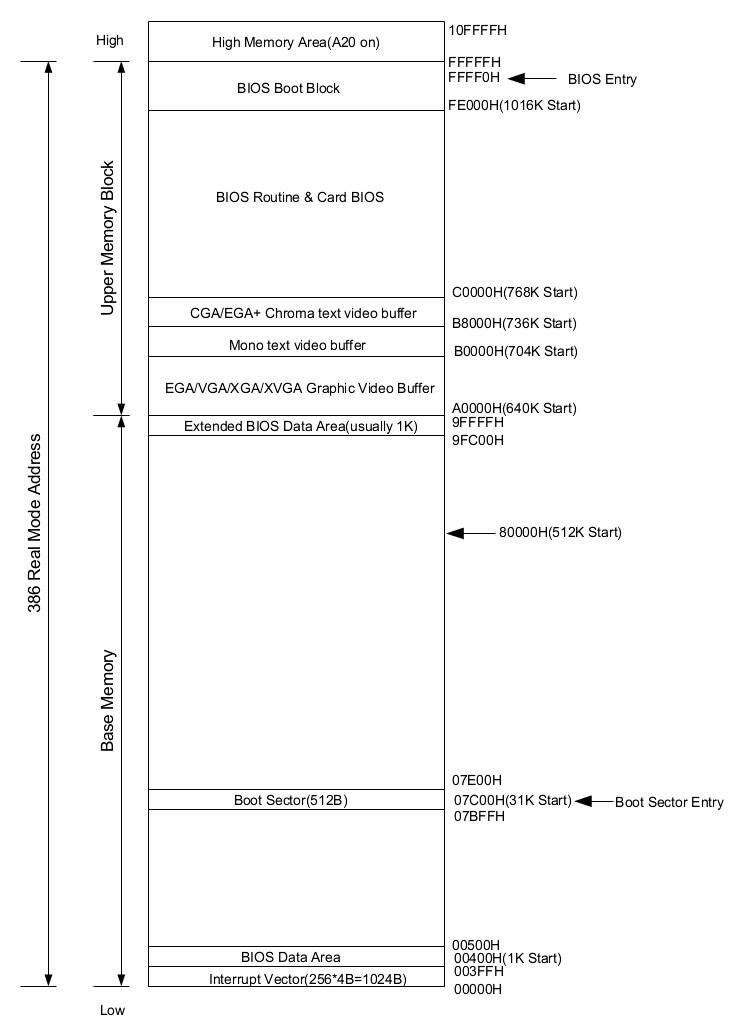 High
High Memory Area(A20 on)
10FFFFH
FFFFFH
FFFF0H
BIOS Entry
BIOS Boot Block
FE000H(1016K Start)
Upper Memory Block
BIOS Routine & Card BIOS
C0000H(768K Start)
CGA/EGA+ Chroma text video buffer
B8000H(736K Start)
Mono text video buffer
B0000H(704K Start)
EGA/VGA/XGA/XVGA Graphic Video Buffer
A0000H(640K Start)
9FFFFH
Extended BIOS Data Area(usually 1K)
9FC00H
386 Real Mode Address
80000H(512K Start)
Base Memory
07E00H
Boot Sector(512B)
07C00H(31K Start)
Boot Sector Entry
07BFFH
00500H
BIOS Data Area
00400H(1K Start)
003FFH
Interrupt Vector(256*4B=1024B)
00000H
Low